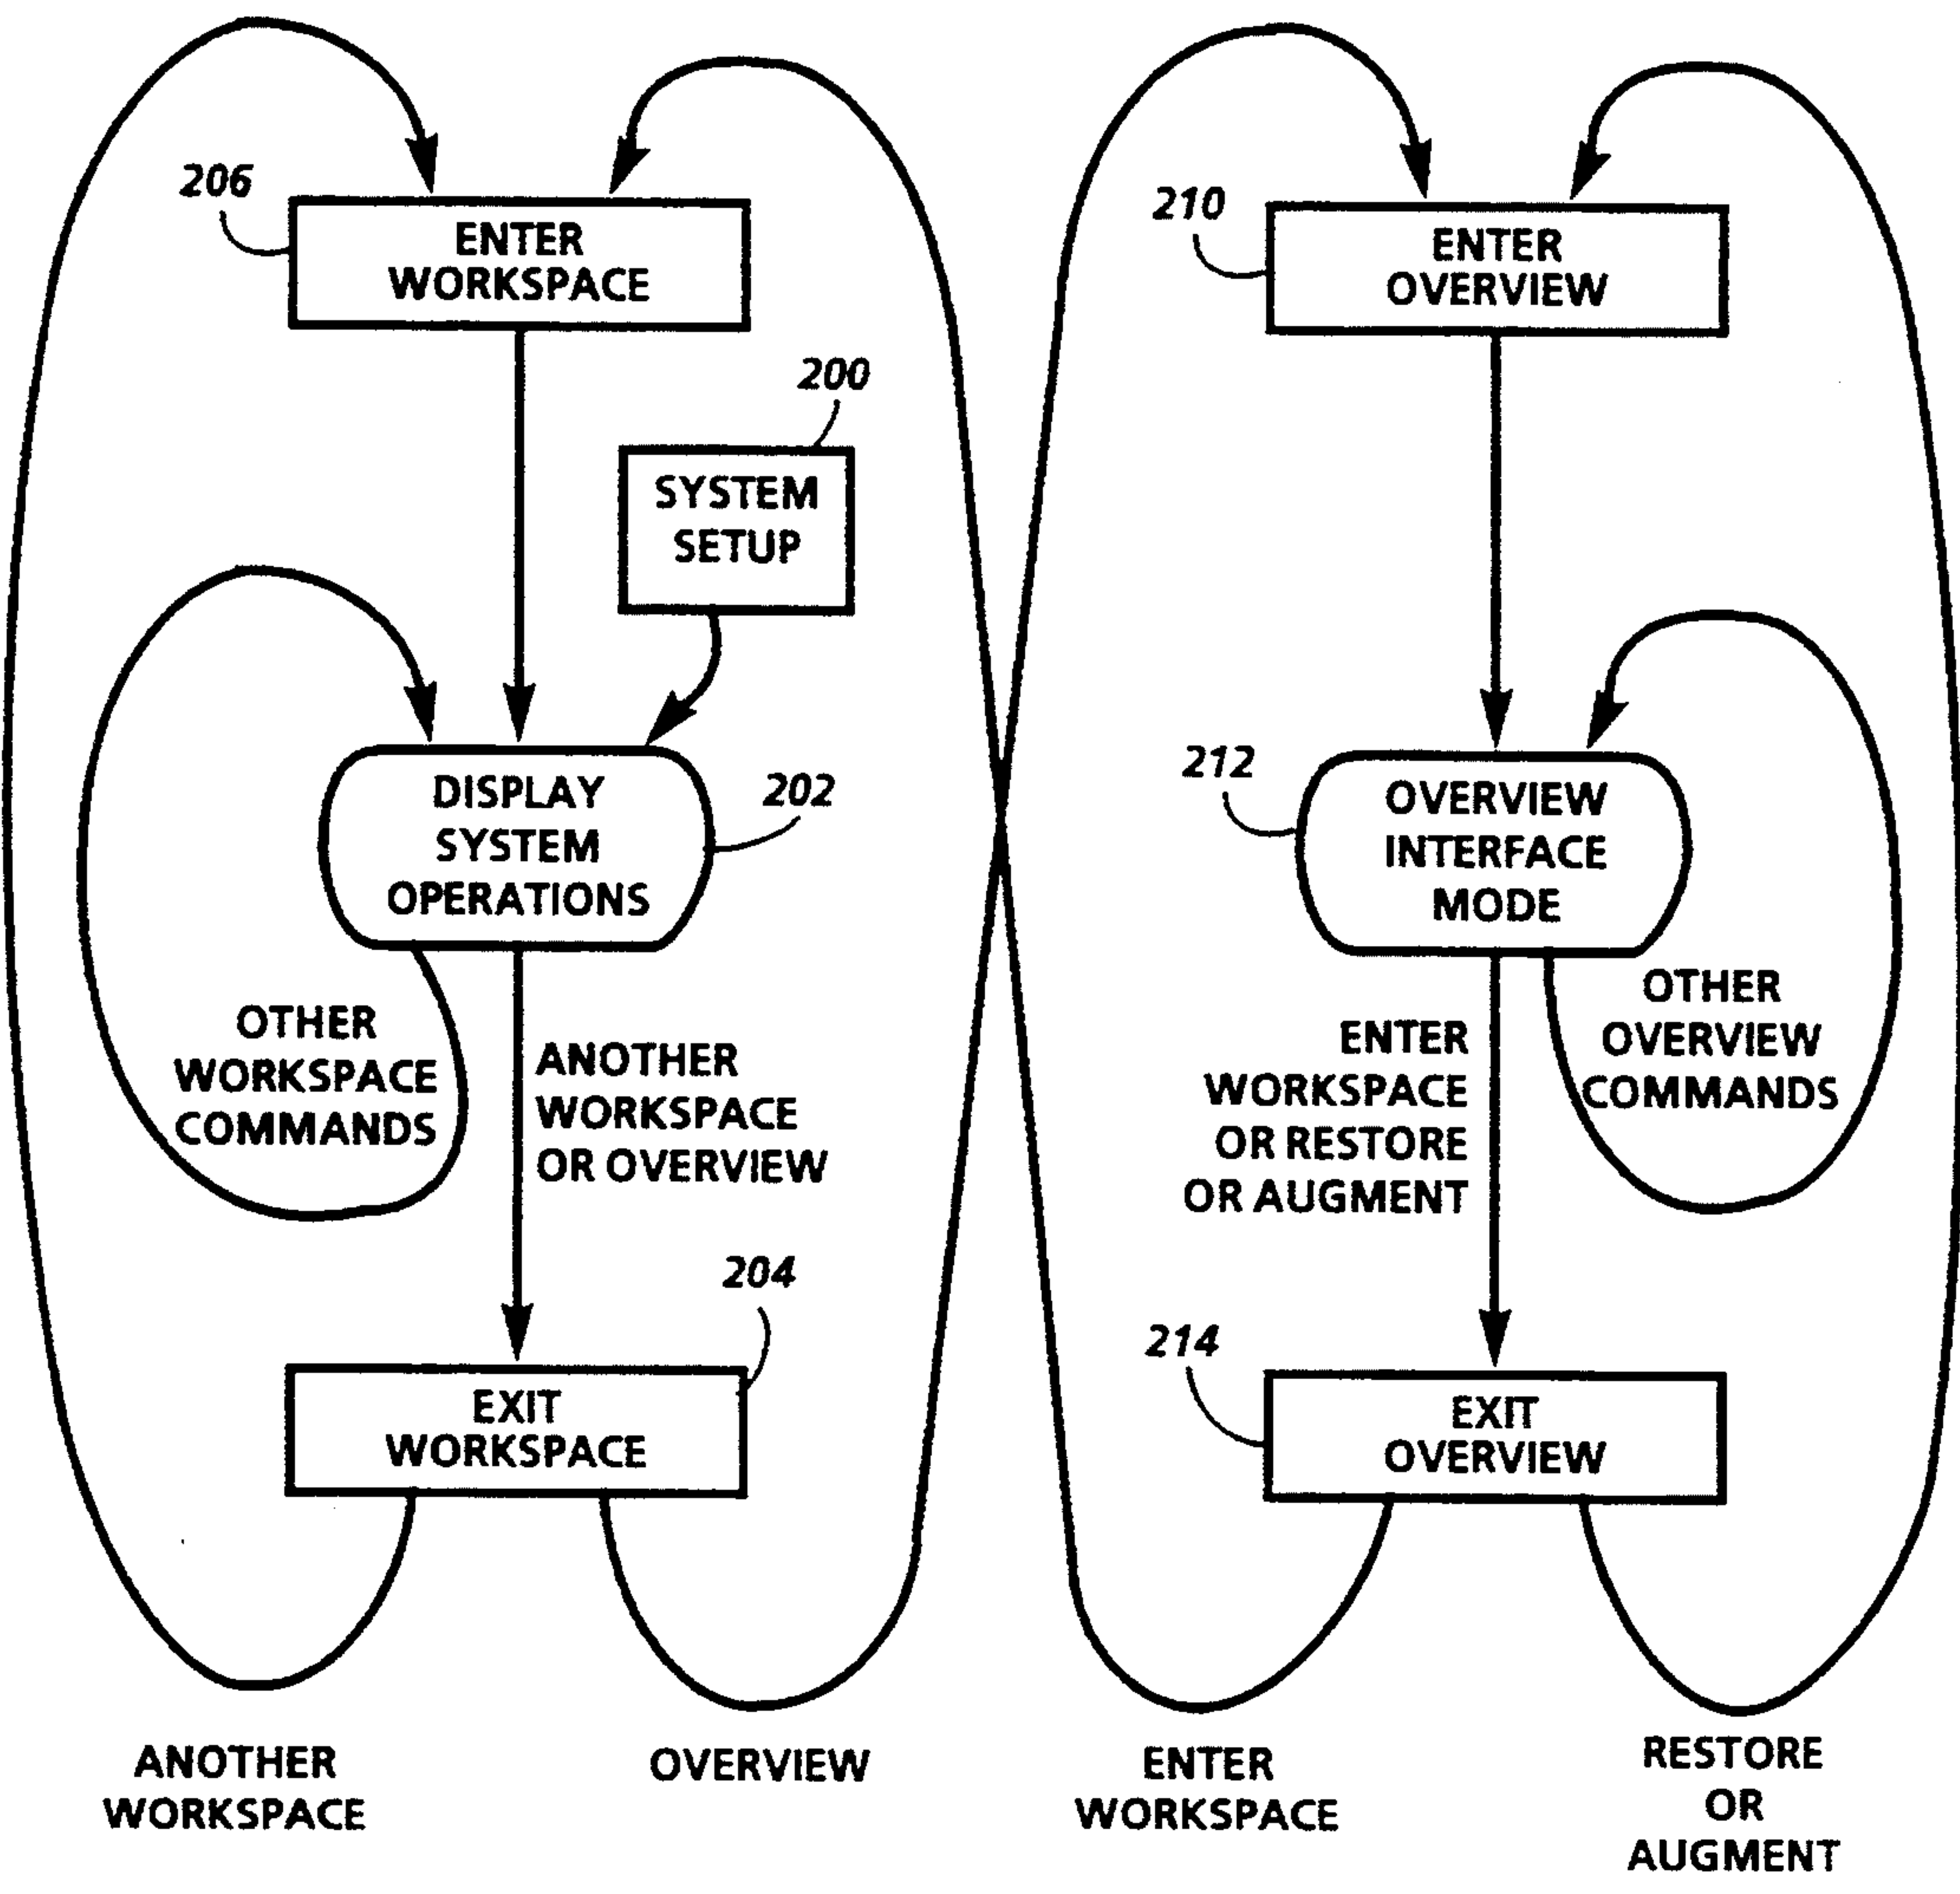 206
ENTER
WORKSPACE
210
ENTER
OVERVIEW
200
SYSTEM
SETUP
DISPLAY
SYSTEM
OPERATIONS
202
212
OVERVIEW
INTERFACE
MODE
OTHER
WORKSPACE
COMMANDS
ANOTHER
WORKSPACE
OR OVERVIEW
ENTER
WORKSPACE
OR RESTORE
OR AUGMENT
OTHER
OVERVIEW
COMMANDS
204
EXIT
WORKSPACE
214
EXIT
OVERVIEW
ANOTHER
WORKSPACE
OVERVIEW
ENTER
WORKSPACE
RESTORE
OR
AUGMENT